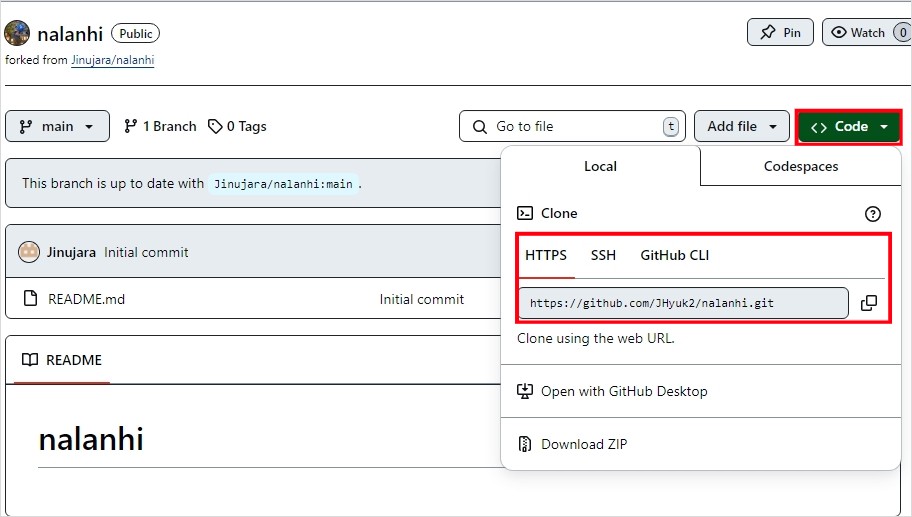 nalanhi Public Pin Watch 0
forked from Jinujara/nalanhi
main 1 Branch 0 Tags Go to file t Add file Code
Local Codespaces
This branch is up to date with Jinujara/nalanhi:main.
Clone
Jinujara Initial commit
HTTPS SSH GitHub CLI
README.md Initial commit
https://github.com/JHyuk2/nalanhi.git
Clone using the web URL.
README
Open with GitHub Desktop
nalanhi
Download ZIP